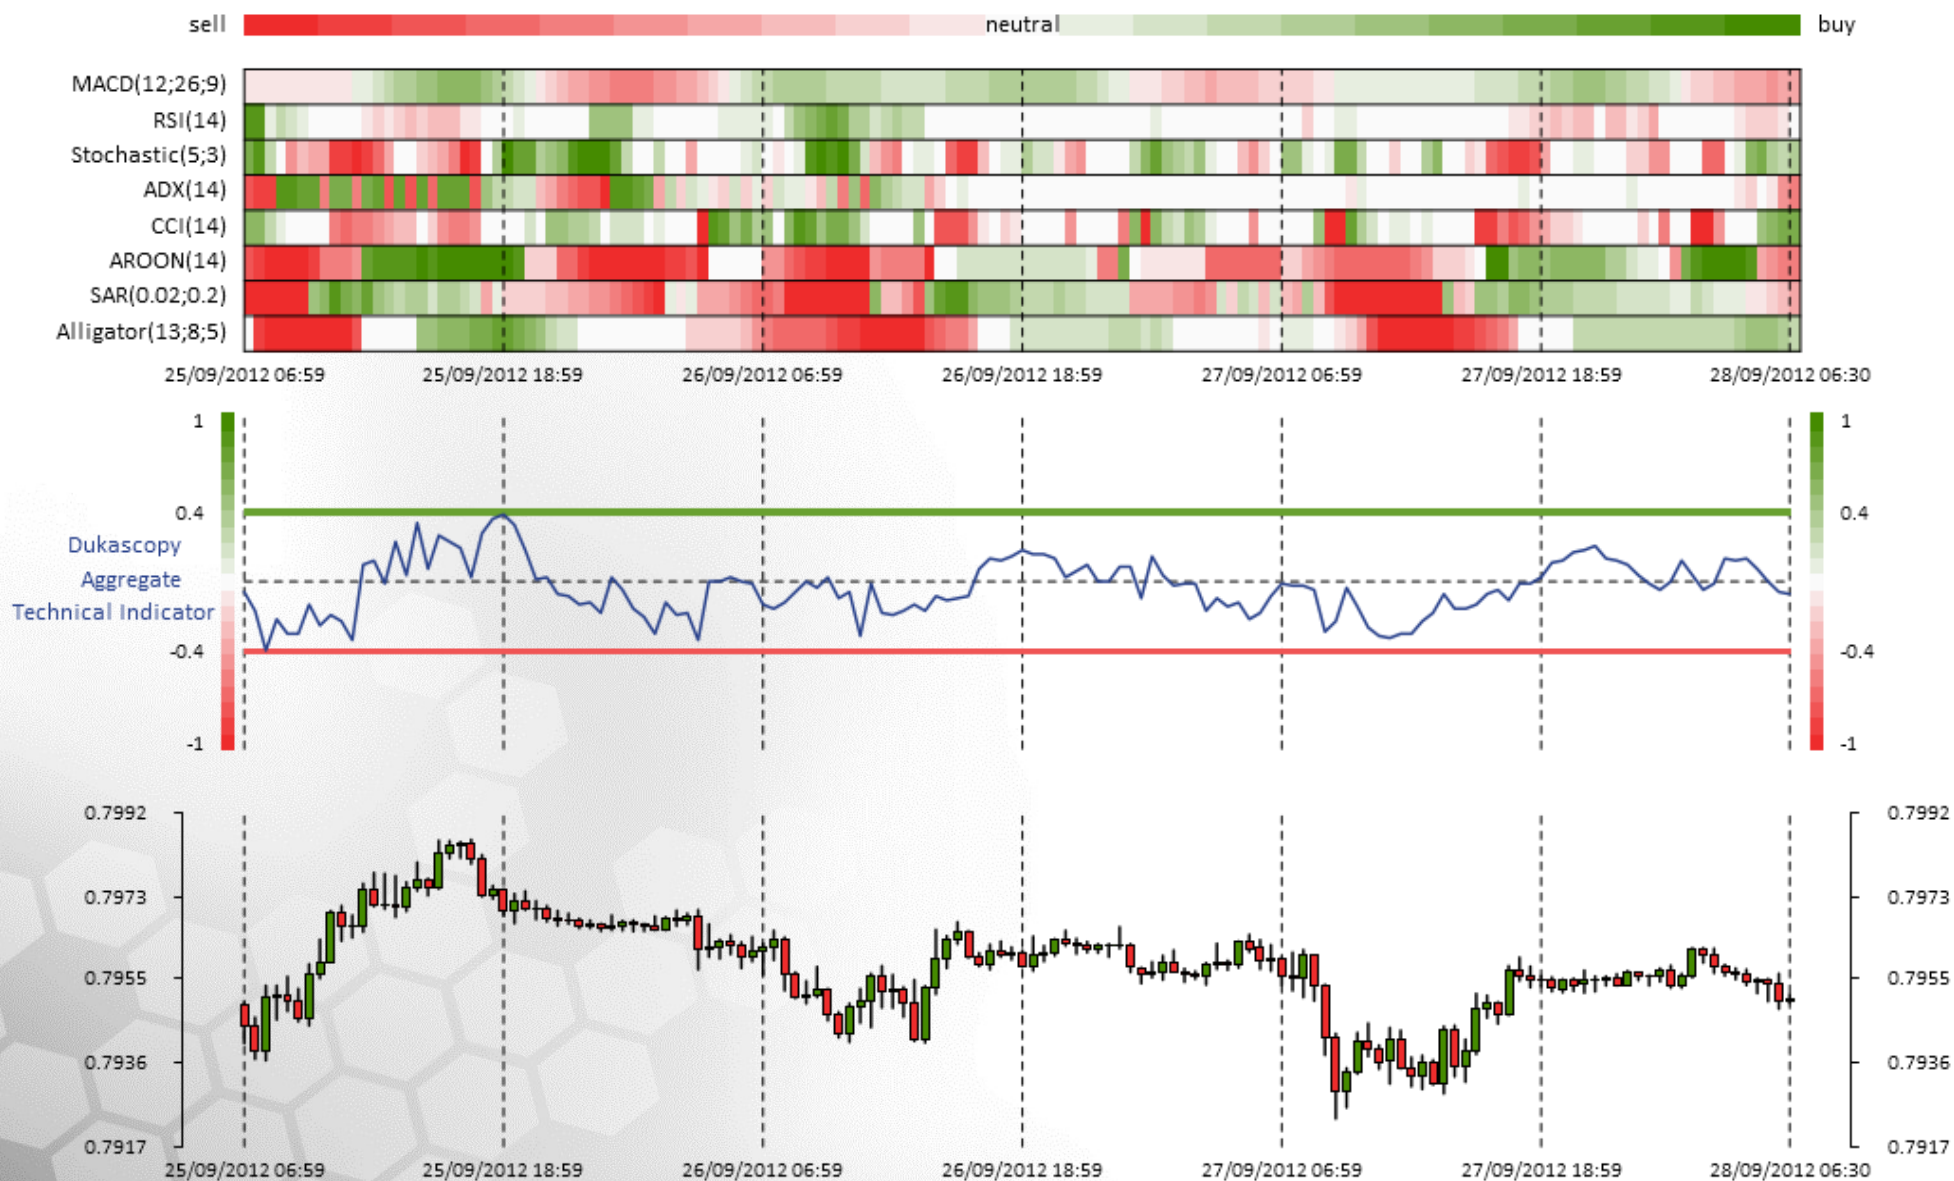 sell neutral buy
MACD(12;26;9)
RSI(14)
Stochastic(5;3)
ADX(14)
CCI(14)
AROON(14)
SAR(0.02;0.2)
Alligator(13;8;5)
25/09/2012 06:59 25/09/2012 18:59 26/09/2012 06:59 26/09/2012 18:59 27/09/2012 06:59 27/09/2012 18:59 28/09/2012 06:30
1 1
0.4 0.4
Dukascopy
Aggregate
Technical Indicator
-0.4 -0.4
-1 -1
0.7992 0.7992
0.7973 0.7973
0.7955 0.7955
0.7936 0.7936
0.7917 0.7917
25/09/2012 06:59 25/09/2012 18:59 26/09/2012 06:59 26/09/2012 18:59 27/09/2012 06:59 27/09/2012 18:59 28/09/2012 06:30